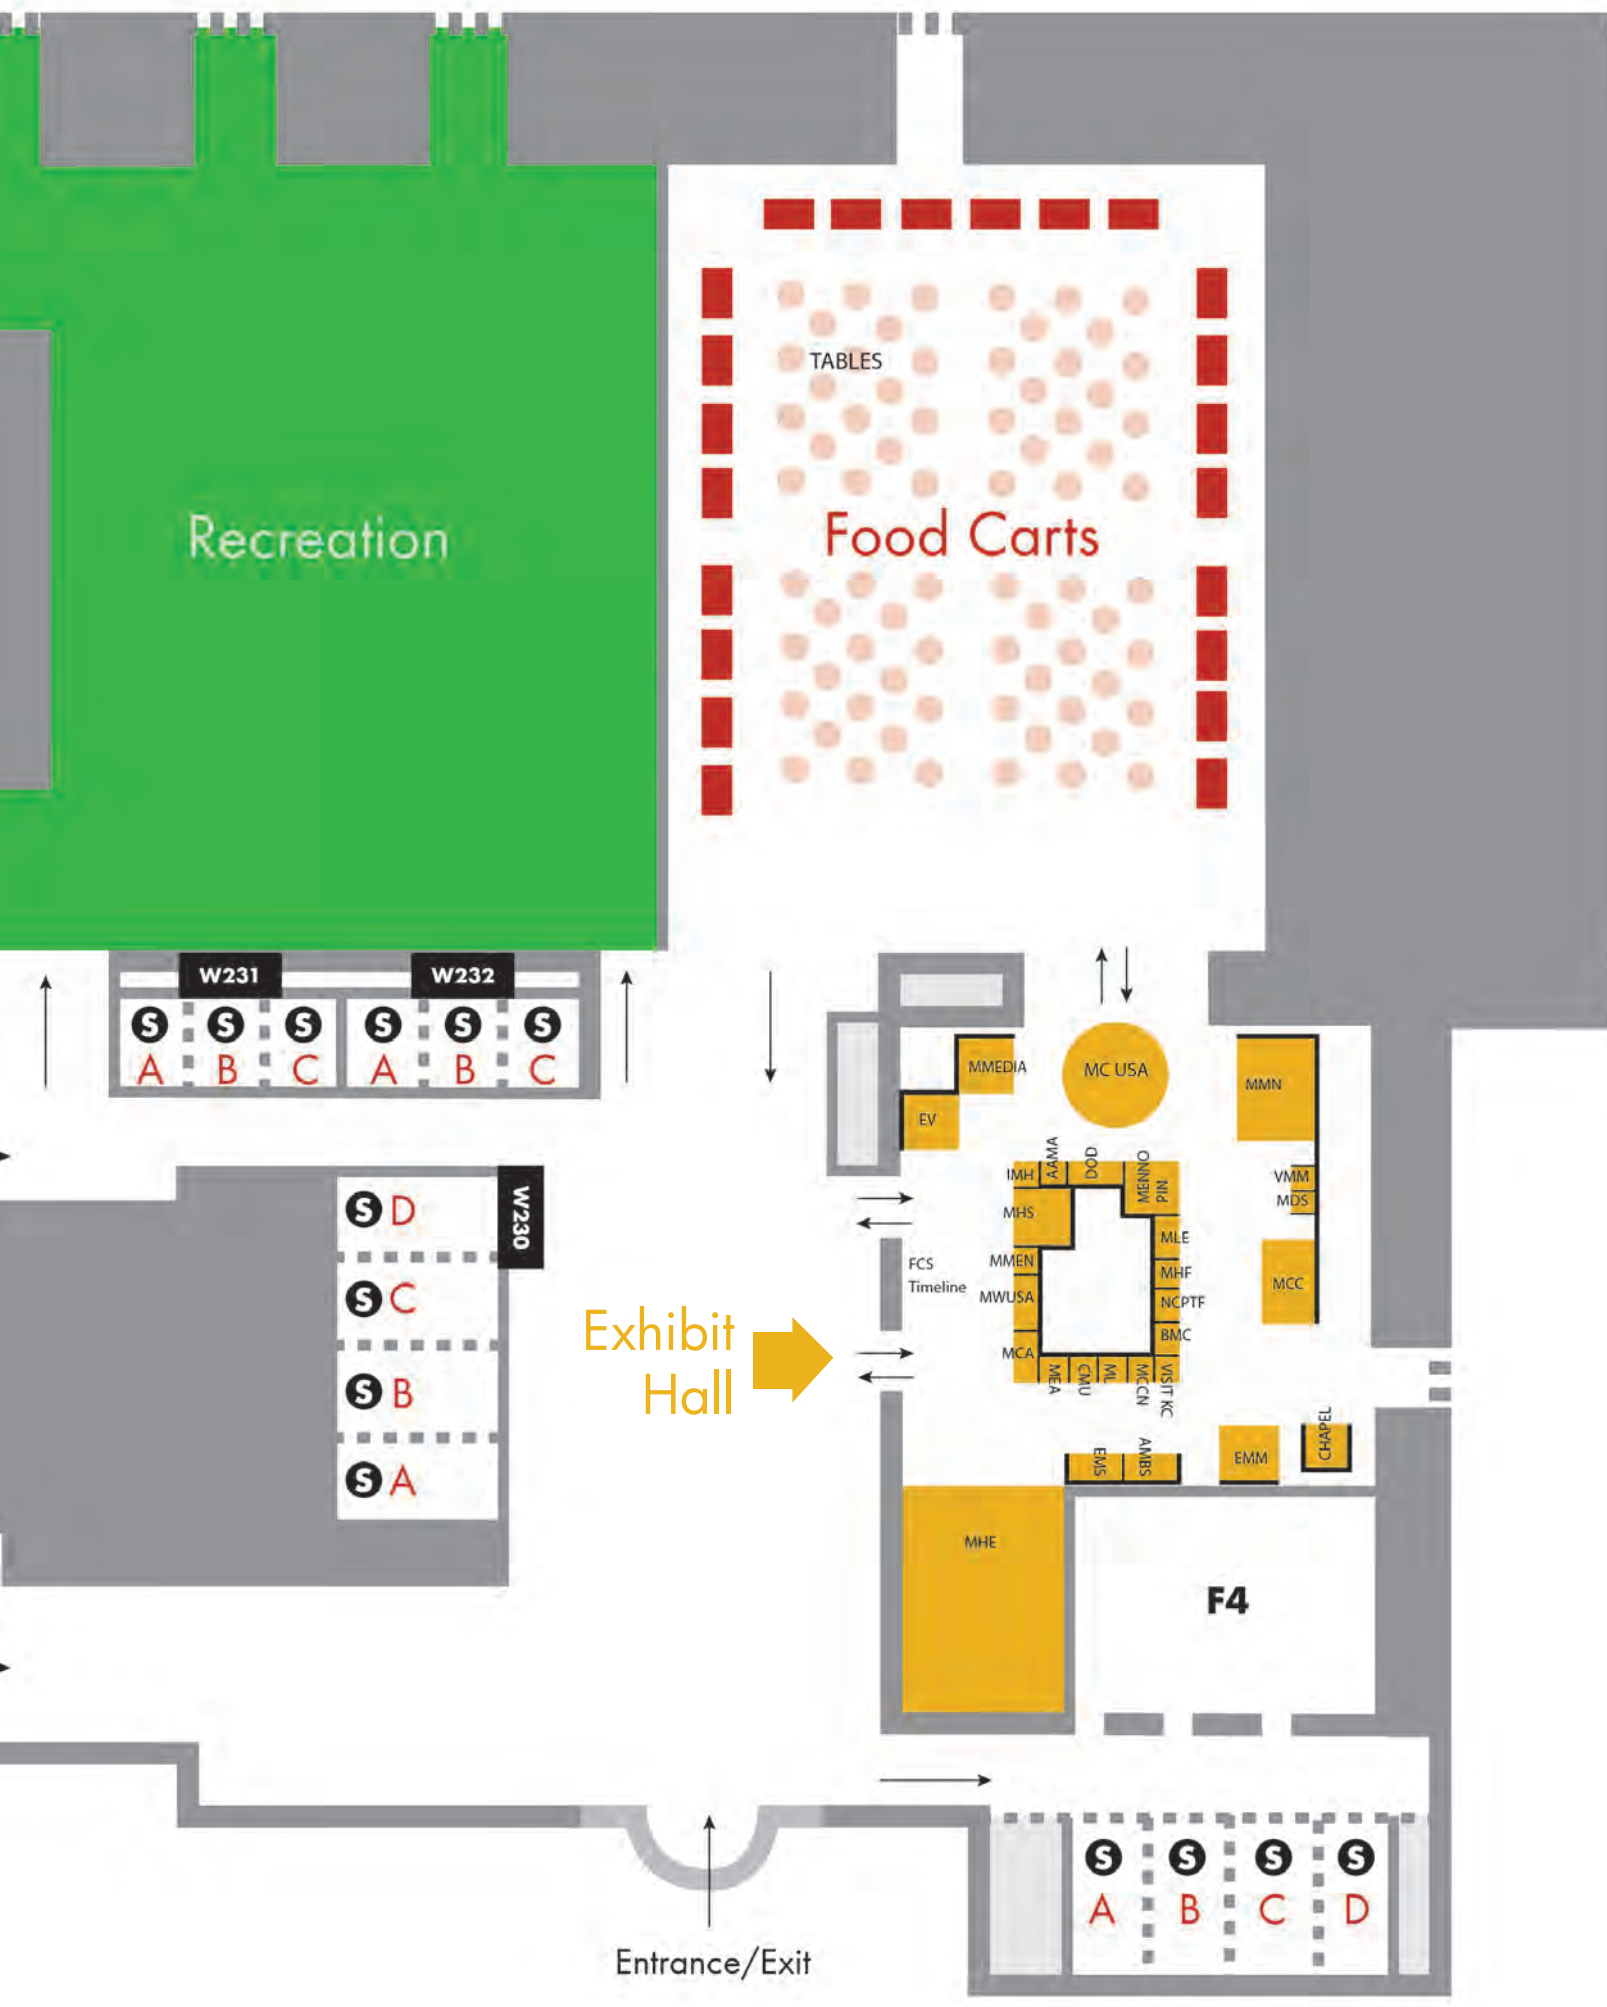 TABLES
Recreation
Food Carts
W231
W232
S
S
S
S
S
S
A
B
C
A
B
C
MMEDIA
MC USA
MMN
EV
W230
S D
S C
S B
S A
AAMA
DOD
MENNO
PIN
IMH
MHS
VMM
MDS
MLE
MMEN
MHF
MCC
FCS
Timeline
MWUSA
NCPTF
BMC
MCA
MEA
CMU
ML
MCCN
VISIT KC
Exhibit
Hall
EMS
AMBS
EMM
CHAPEL
MHE
F4
S
S
S
S
A
B
C
D
Entrance/Exit